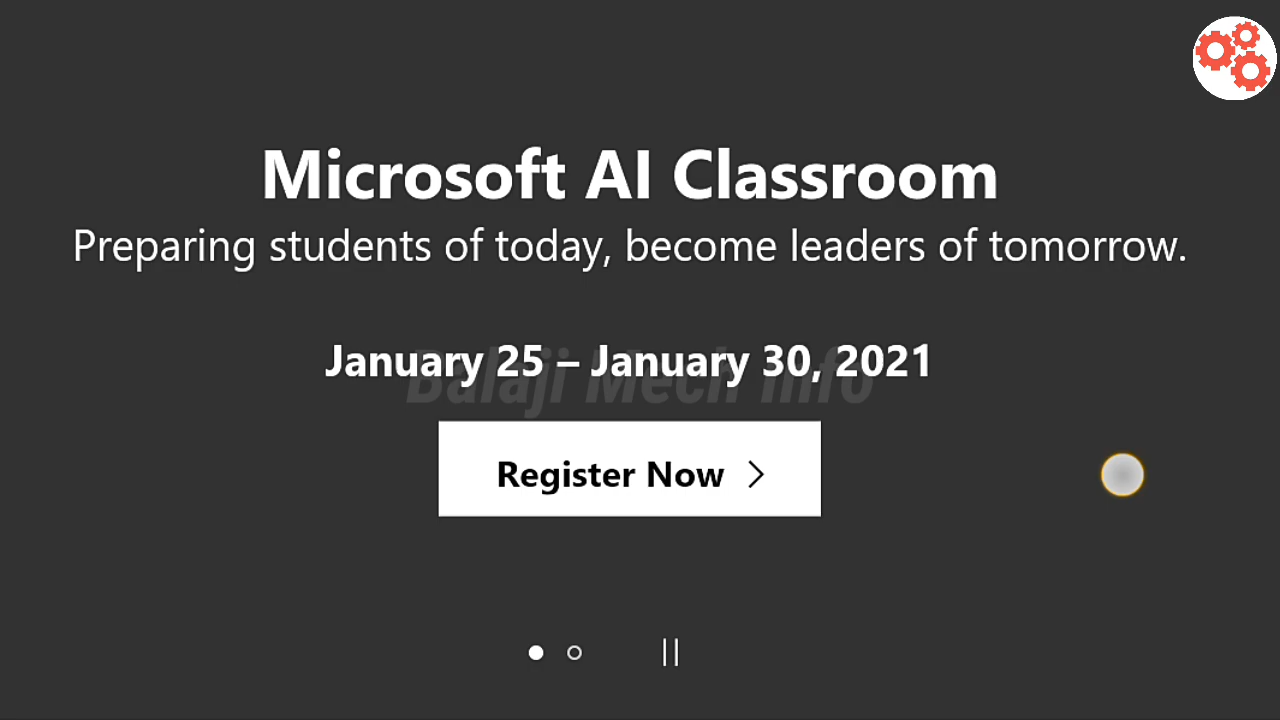 Microsoft AI Classroom
Preparing students of today, become leaders of tomorrow.
January 25 – January 30, 2021
Balaji Mech Info
Register Now